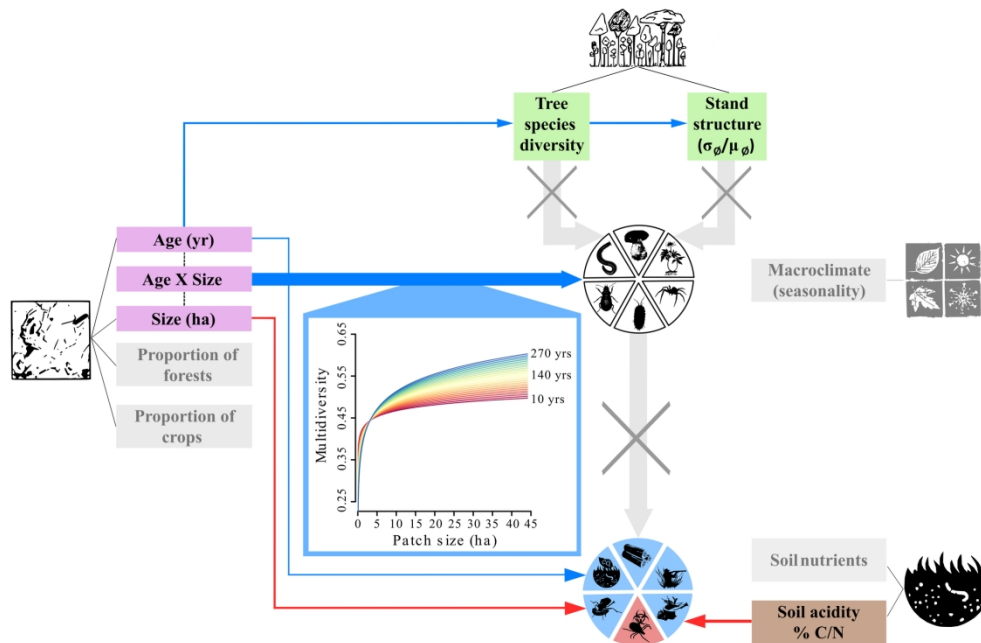 Tree
species
diversity
Stand
structure
(σ_ø/μ_ø)
Age (yr)
Age X Size
Size (ha)
Proportion of
forests
Proportion of
crops
Macroclimate
(seasonality)
Multidiversity
0.65
0.55
0.45
0.35
0.25
270 yrs
140 yrs
10 yrs
0 5 10 15 20 25 30 35 40 45
Patch size (ha)
Soil nutrients
Soil acidity
% C/N